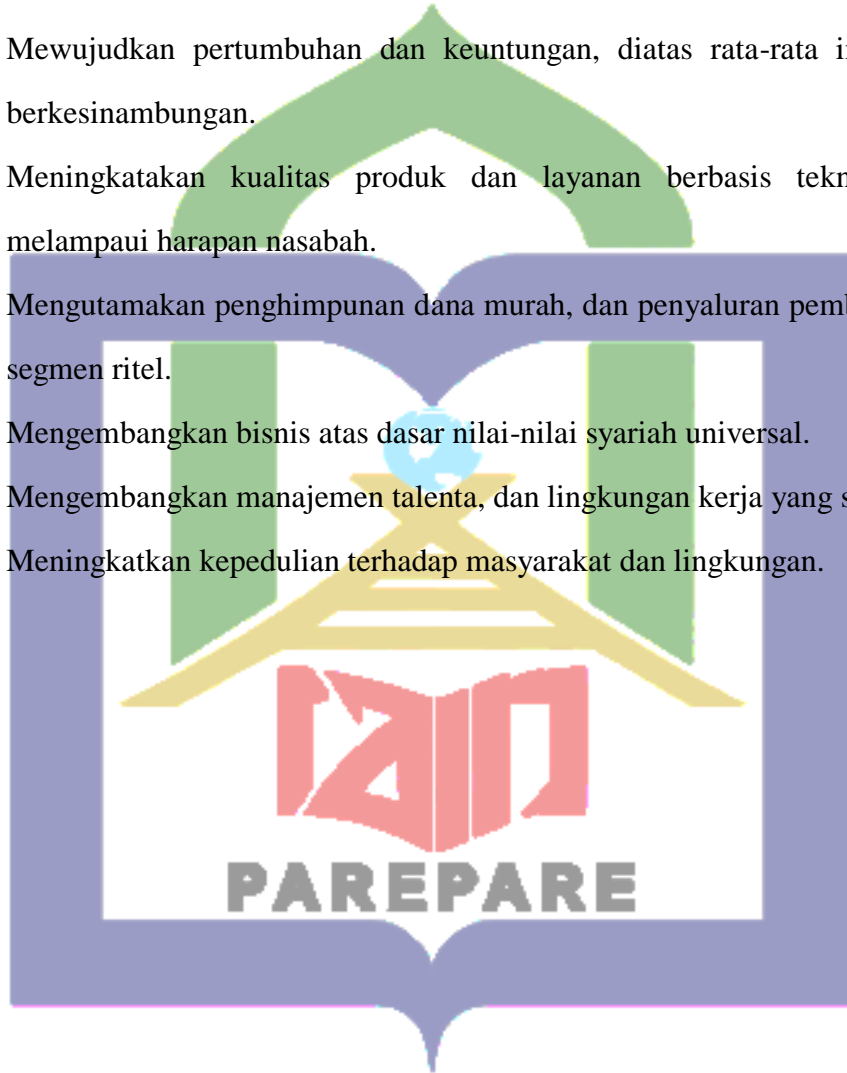 Mewujudkan pertumbuhan dan keuntungan, diatas rata-rata
berkesinambungan.
Meningkatakan kualitas produk dan layanan berbasis
melampaui harapan nasabah.
Mengutamakan penghimpunan dana murah, dan penyaluran
segmen ritel.
Mengembangkan bisnis atas dasar nilai-nilai syariah universal.
Mengembangkan manajemen talenta, dan lingkungan kerja yang
Meningkatkan kepedulian terhadap masyarakat dan lingkungan.
iain
PAREPARE